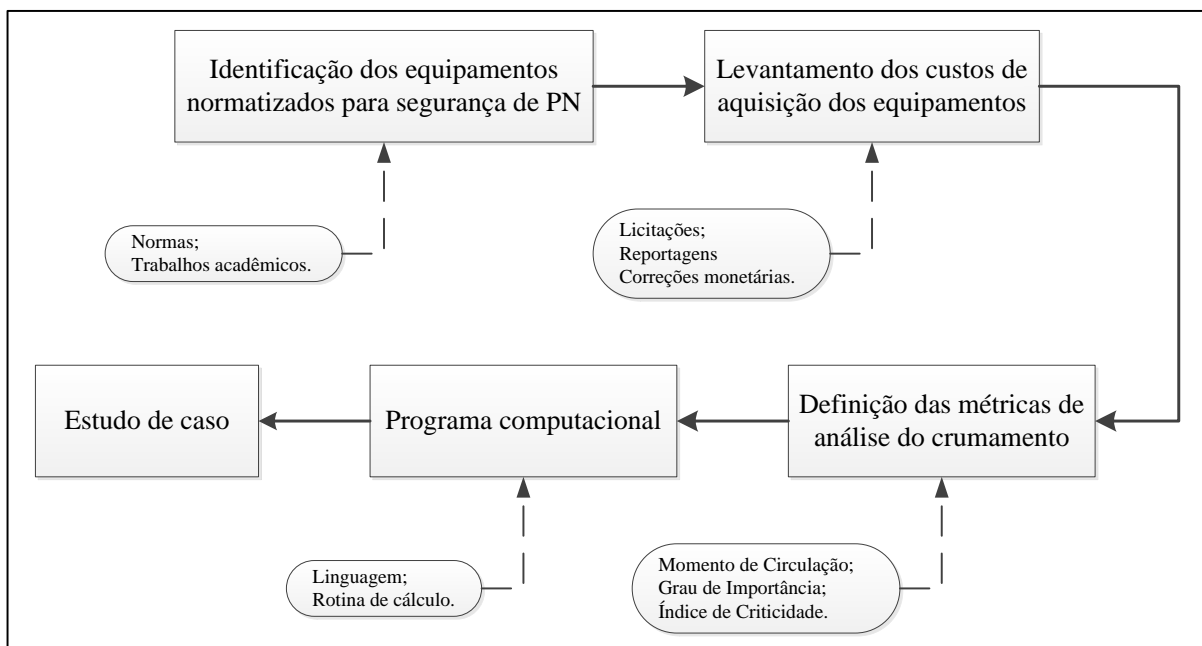 Identificação dos equipamentos
normatizados para segurança de PN
Levantamento dos custos de
aquisição dos equipamentos
Normas;
Trabalhos acadêmicos.
Licitações;
Reportagens
Correções monetárias.
Definição das métricas de
análise do crumamento
Programa computacional
Estudo de caso
Momento de Circulação;
Grau de Importância;
Índice de Criticidade.
Linguagem;
Rotina de cálculo.